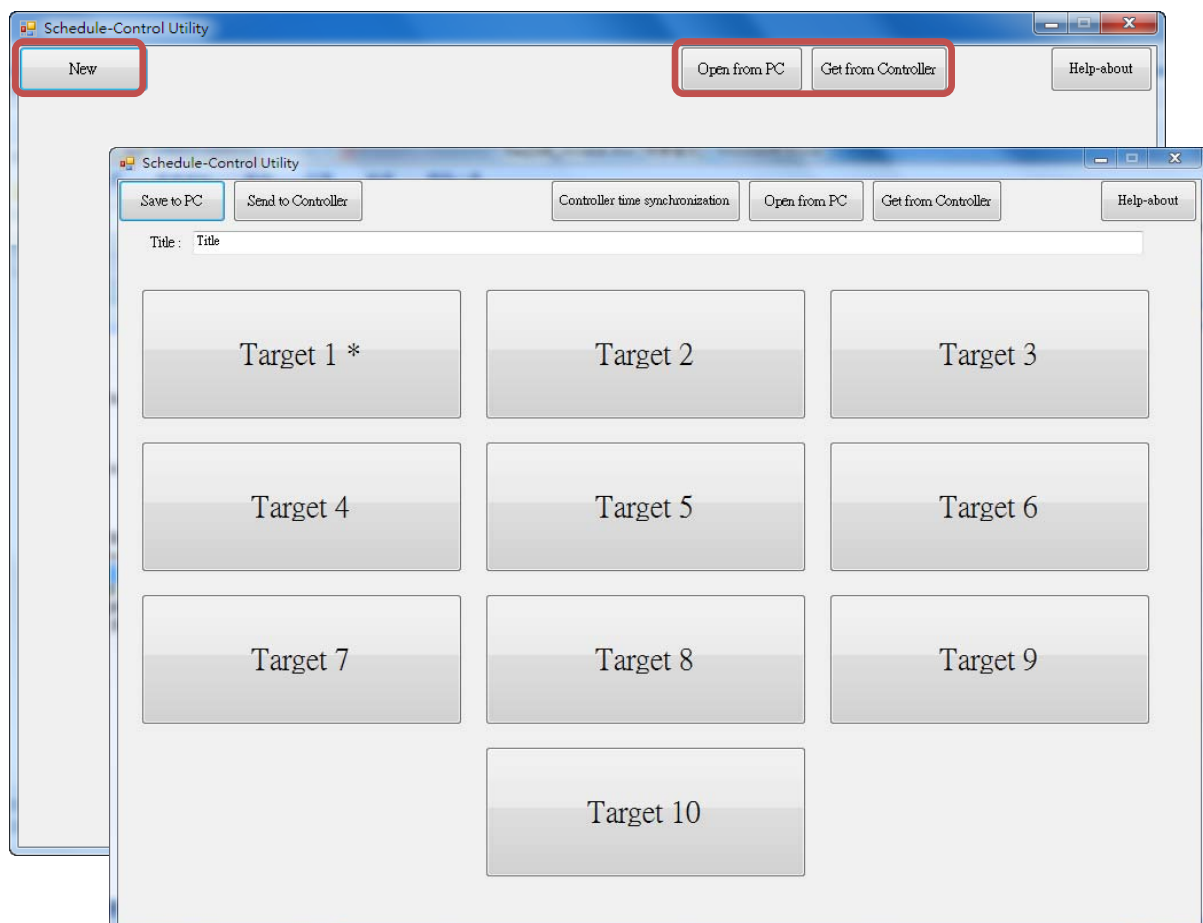 Schedule-Control Utility
New Open from PC Get from Controller Help-about
Schedule-Control Utility
Save to PC Send to Controller Controller time synchronization Open from PC Get from Controller Help-about
Title : Title
Target 1 * Target 2 Target 3
Target 4 Target 5 Target 6
Target 7 Target 8 Target 9
Target 10